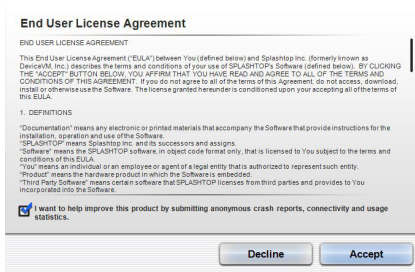 End User License Agreement
END USER LICENSE AGREEMENT
This End User License Agreement ("EULA") between You (defined below) and Splashtop Inc. (formerly known as
DeviceVM, Inc.) describes the terms and conditions of your use of SPLASHTOP's Software (defined below). BY CLICKING
THE "ACCEPT" BUTTON BELOW, YOU AFFIRM THAT YOU HAVE READ AND AGREE TO ALL OF THE TERMS AND
CONDITIONS OF THIS AGREEMENT. If you do not agree to all of the terms of this Agreement, do not access, download,
install or otherwise use the Software. The license granted hereunder is conditioned upon your accepting all of the terms of
this EULA.
1. DEFINITIONS
"Documentation" means any electronic or printed materials that accompany the Software that provide instructions for the
installation, operation and use of the Software.
"SPLASHTOP" means Splashtop Inc. and its successors and assigns.
"Software" means the SPLASHTOP software, in object code format only, that is licensed to You subject to the terms and
conditions of this EULA.
"You" means an individual or an employee or agent of a legal entity that is authorized to represent such entity.
"Product" means the hardware product in which the Software is embedded.
"Third Party Software" means certain software that SPLASHTOP licenses from third parties and provides to You
incorporated into the Software.
I want to help improve this product by submitting anonymous crash reports, connectivity and usage
statistics.
Decline Accept